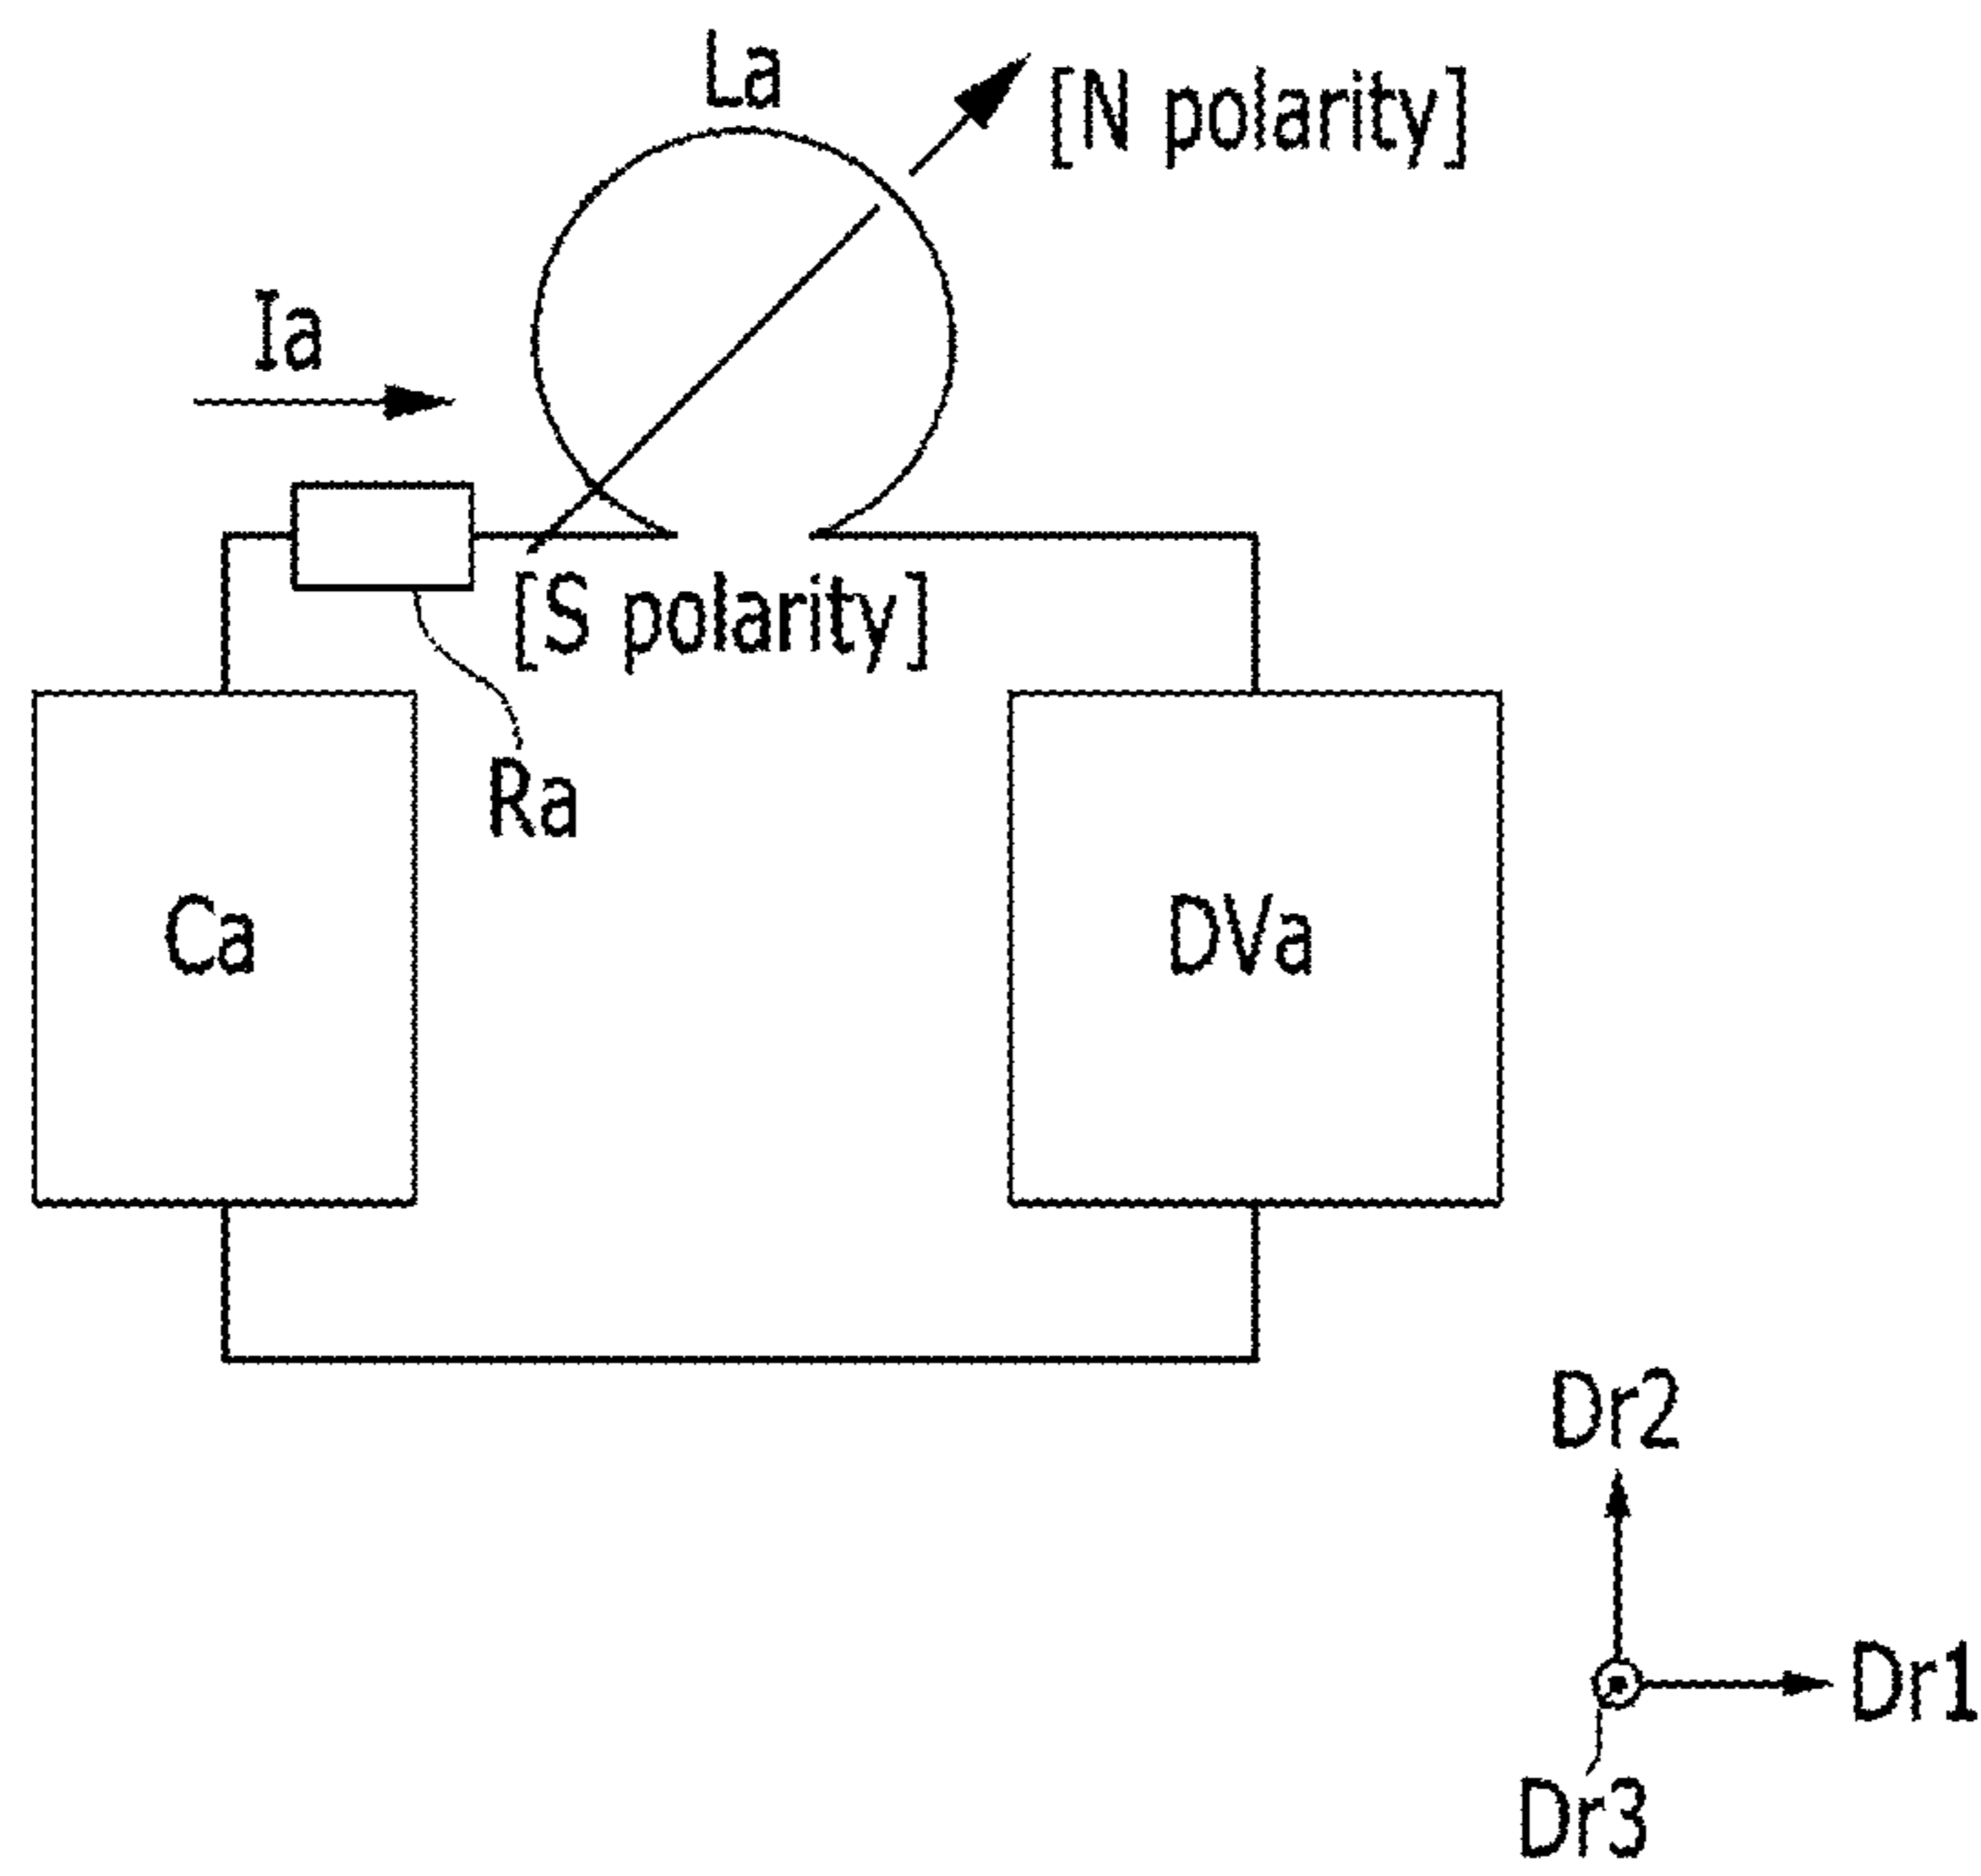 La
[N polarity]
Ia
[S polarity]
Ra
Ca
DVa
Dr2
Dr1
Dr3